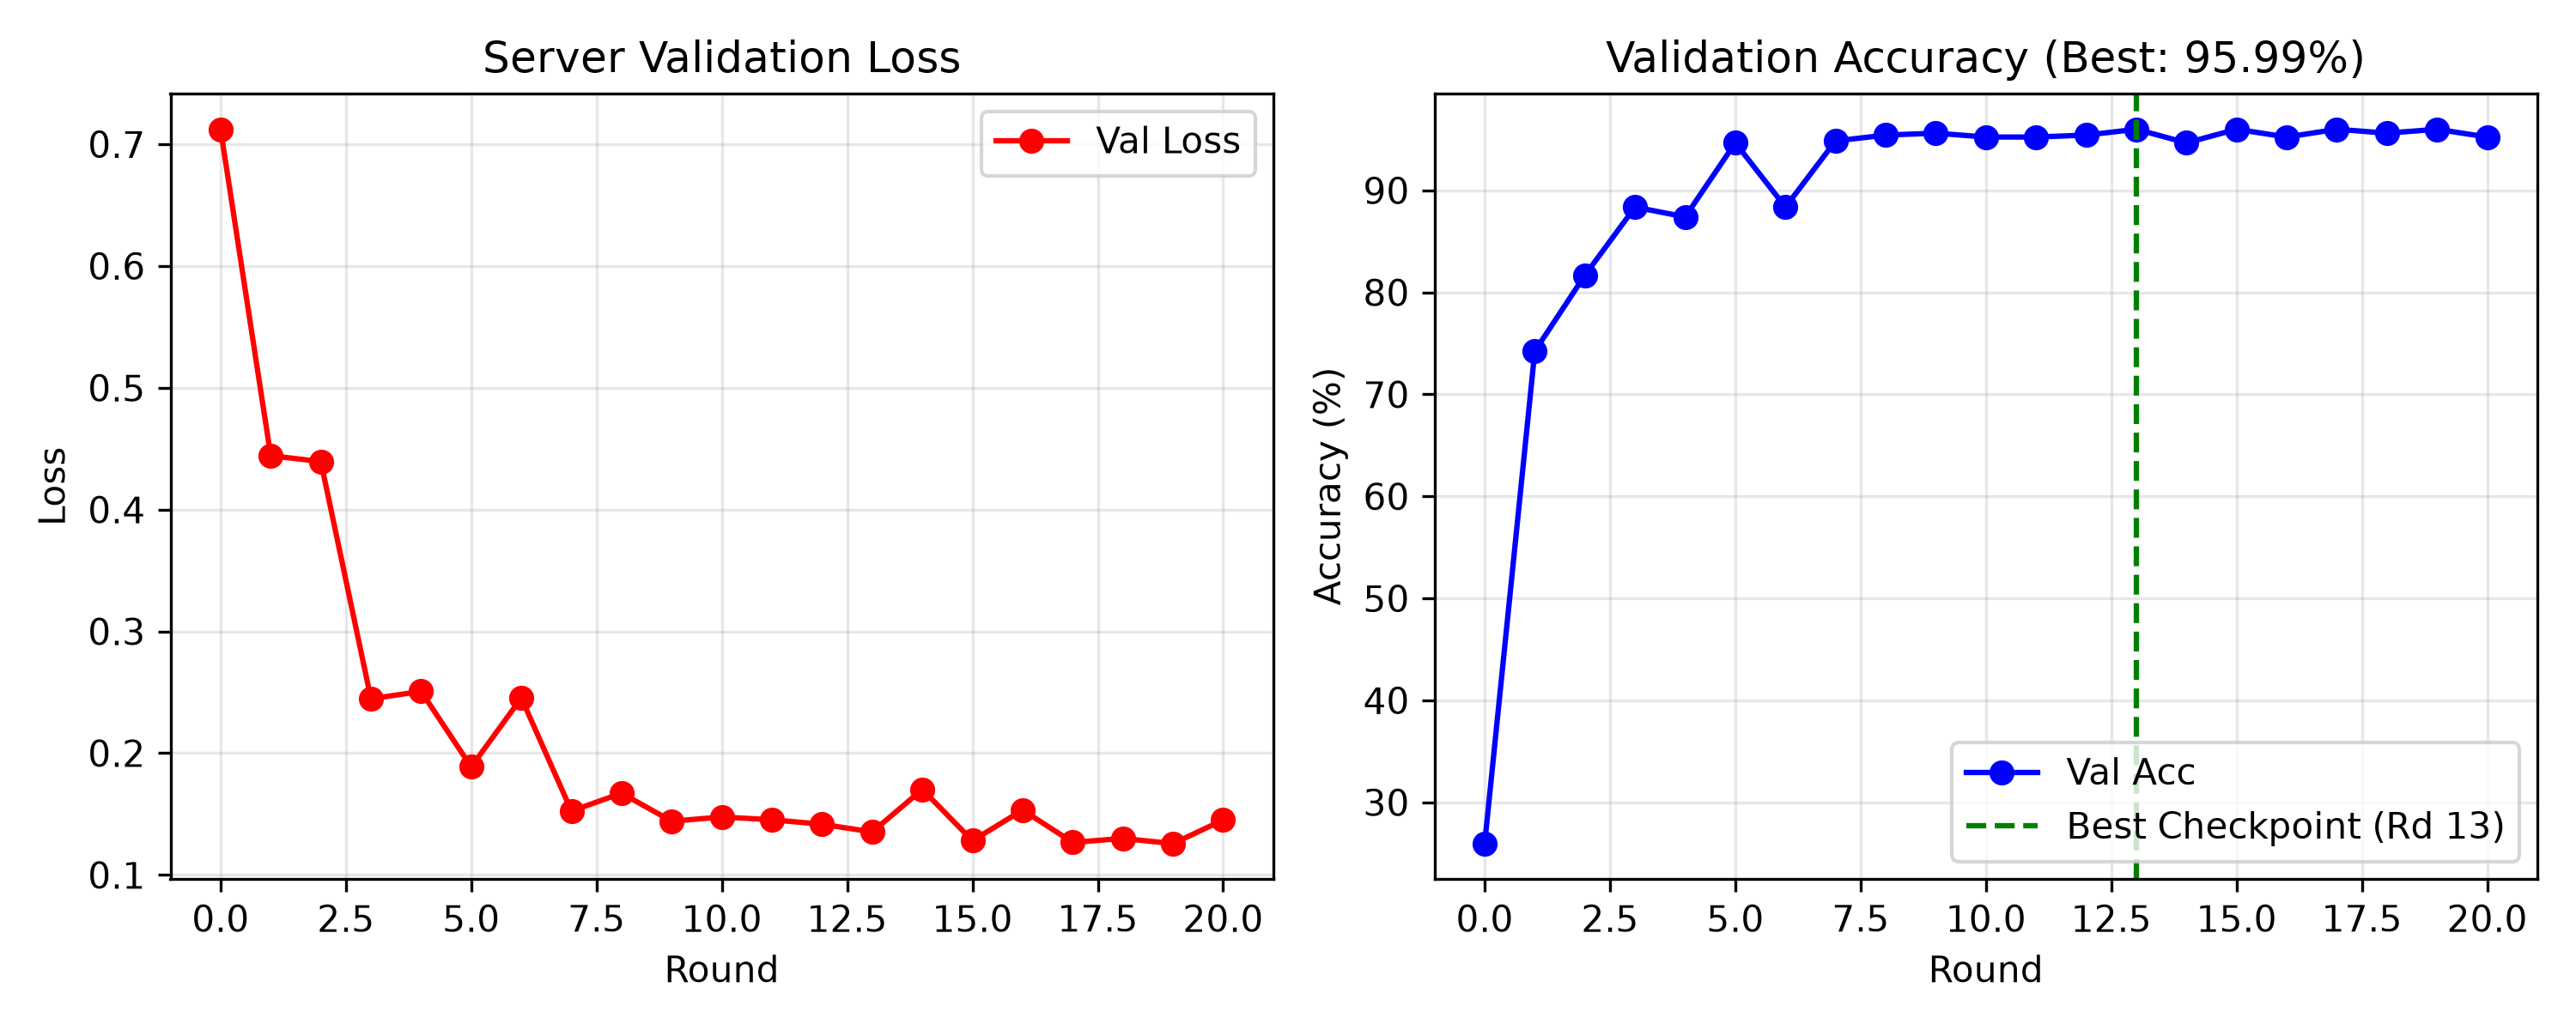 Server Validation Loss
Val Loss
0.7
0.6
0.5
0.4
0.3
0.2
0.1
Loss
0.0 2.5 5.0 7.5 10.0 12.5 15.0 17.5 20.0
Round
Validation Accuracy (Best: 95.99%)
90
80
70
60
50
40
30
Accuracy (%)
Val Acc
Best Checkpoint (Rd 13)
0.0 2.5 5.0 7.5 10.0 12.5 15.0 17.5 20.0
Round